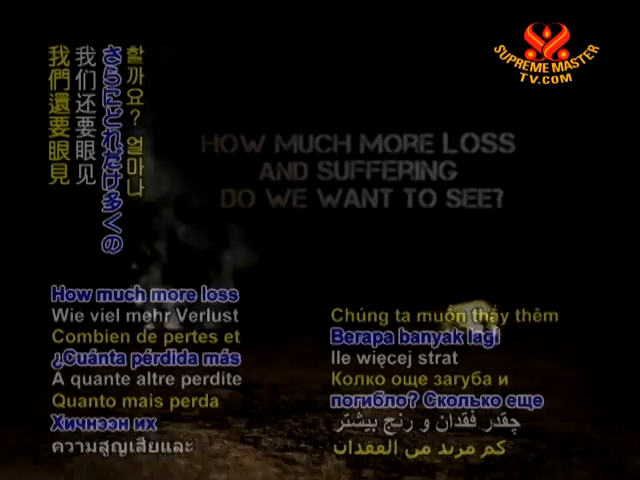 SUPREME MASTER
TV.COM
HOW MUCH MORE LOSS
AND SUFFERING
DO WE WANT TO SEE?
할까요? 얼마나
さらにどれだけ多くの
我们还要眼见
我們還要眼見
How much more loss
Wie viel mehr Verlust
Combien de pertes et
¿Cuánta pérdida más
A quante altre perdite
Quanto mais perda
Хичнээн их
ความสูญเสียและ
Chúng ta muốn thấy thêm
Berapa banyak lagi
Ile więcej strat
Колко още загуба и
погибло? Сколько еще
چقدر فقدان و رنج بیشتر
كم مزيد من الفقدان